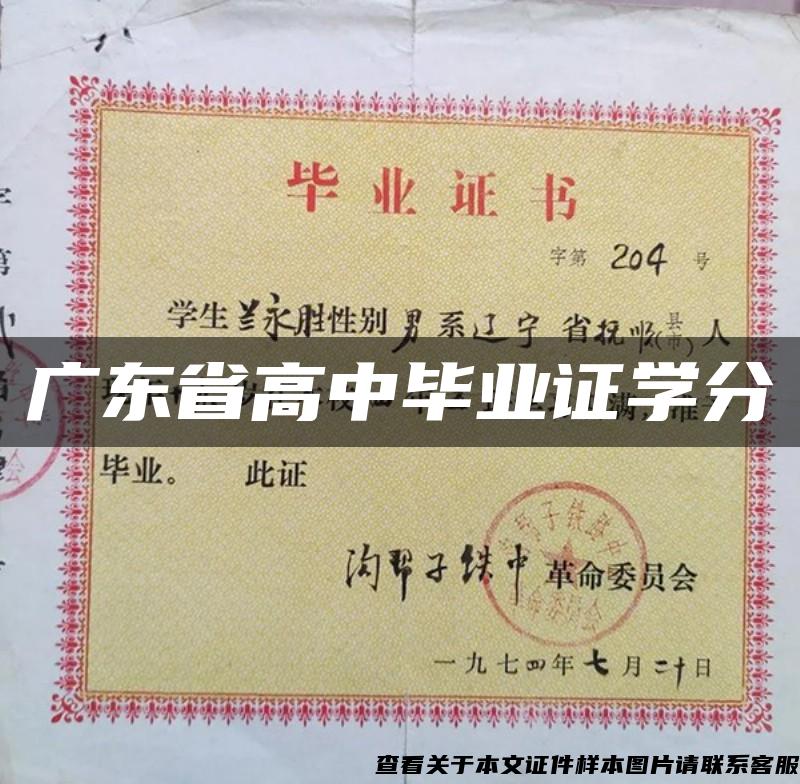 毕业证书
字第 204 号
学生兰永胜性别男系辽宁省抚顺(县市)人
广东省高中毕业证学分
毕业。 此证
沟帮子铁中革命委员会
一九七四年七月二十日
查看关于本文证件样本图片请联系客服